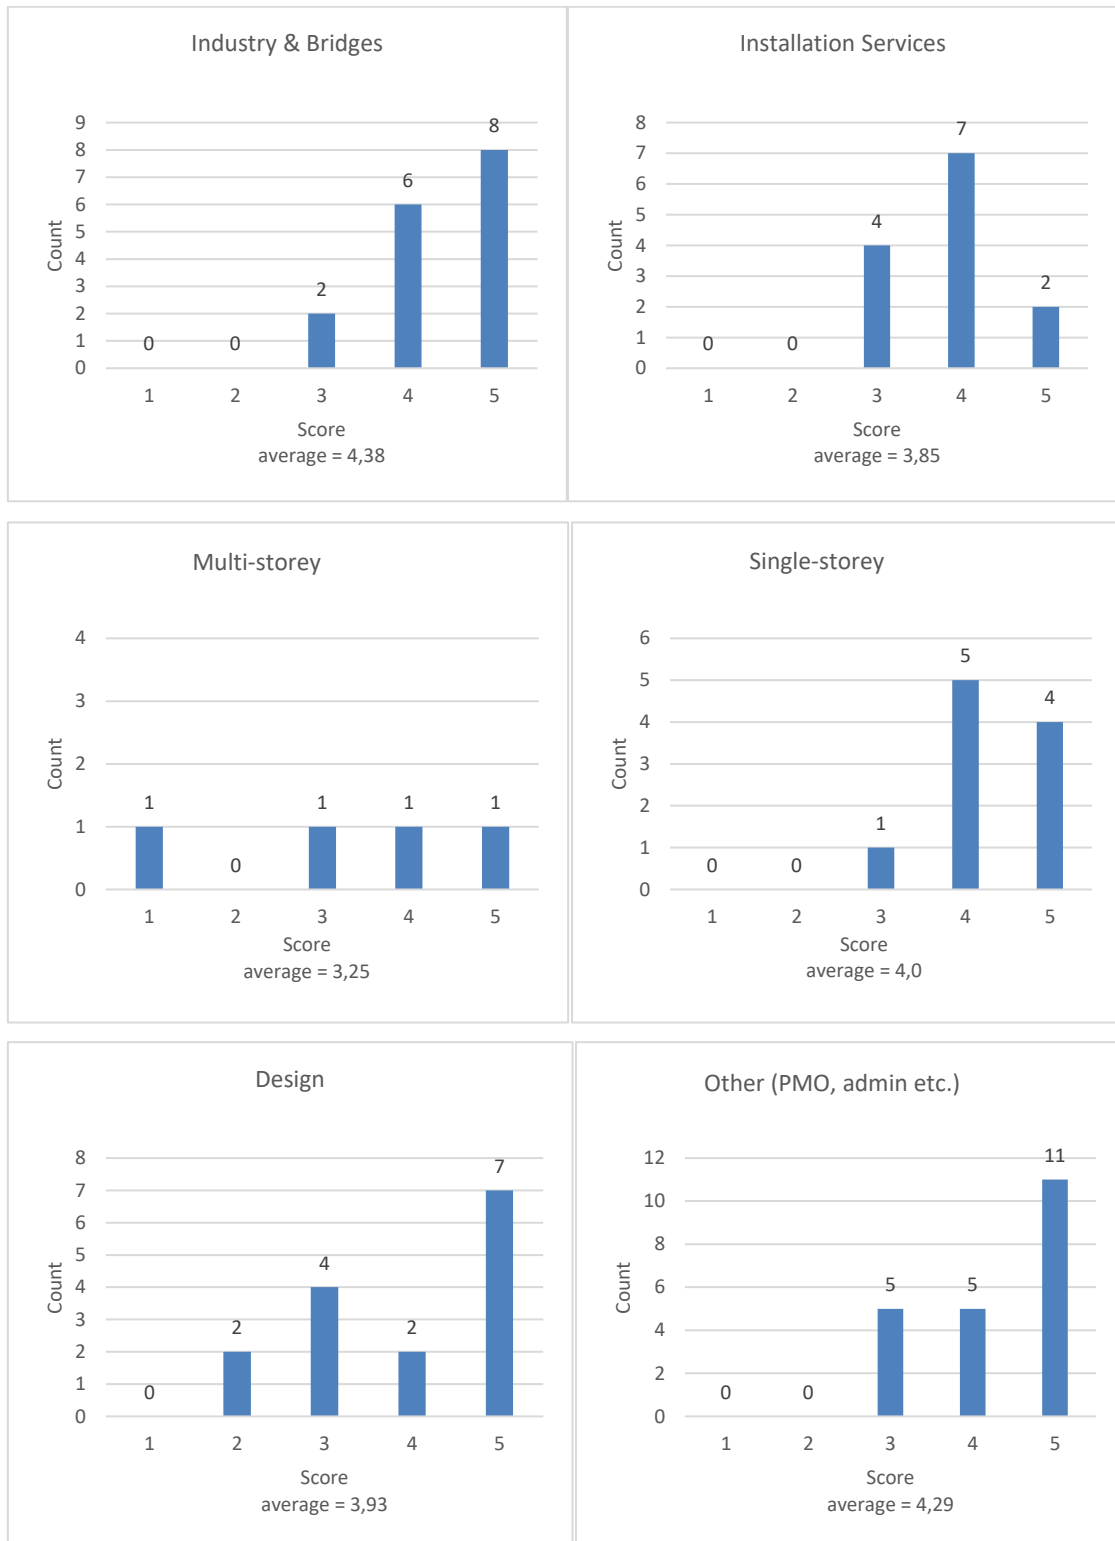 Industry & Bridges
9
8
7
6
5
4
3
2
1
0
Count
0
0
2
6
8
1 2 3 4 5
Score
average = 4,38
Installation Services
8
7
6
5
4
3
2
1
0
Count
0
0
4
7
2
1 2 3 4 5
Score
average = 3,85
Multi-storey
4
3
2
1
0
Count
1
0
1
1
1
1 2 3 4 5
Score
average = 3,25
Single-storey
6
5
4
3
2
1
0
Count
0
0
1
5
4
1 2 3 4 5
Score
average = 4,0
Design
8
7
6
5
4
3
2
1
0
Count
0
2
4
2
7
1 2 3 4 5
Score
average = 3,93
Other (PMO, admin etc.)
12
10
8
6
4
2
0
Count
0
0
5
5
11
1 2 3 4 5
Score
average = 4,29